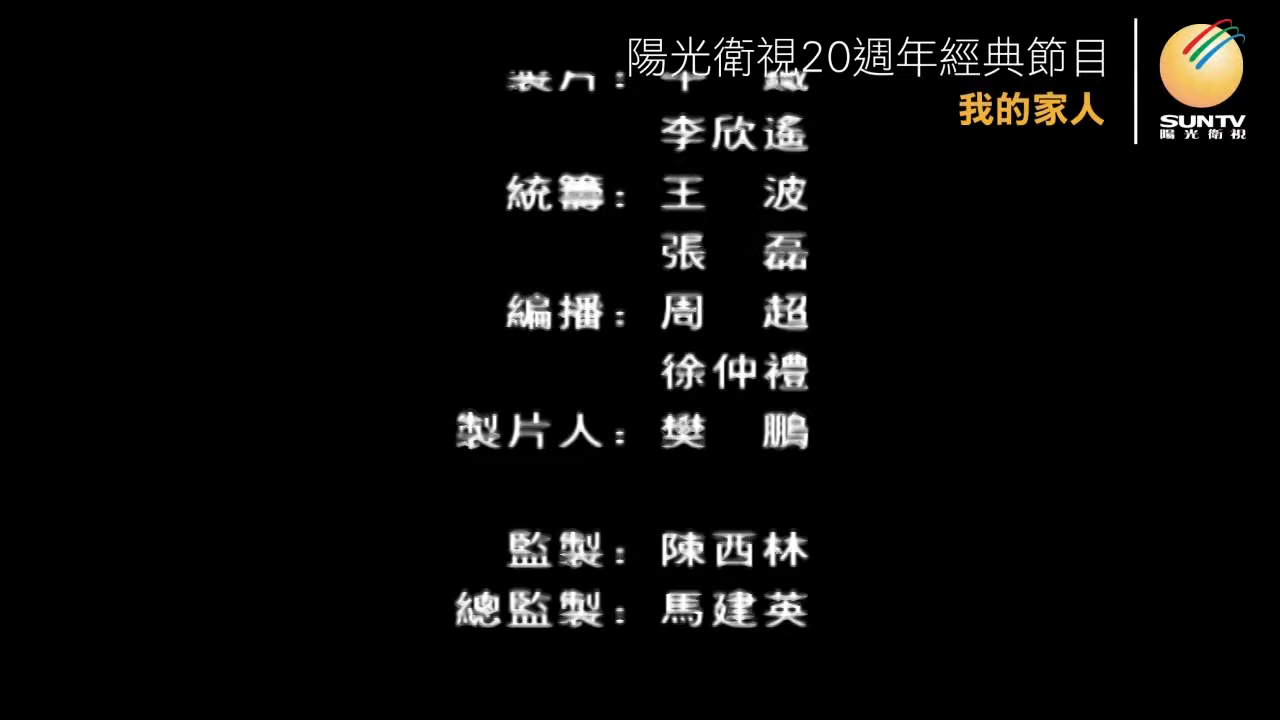 陽光衛視20週年經典節目
我的家人
SUNTV
陽光衛視
製片:
李欣遙
統籌: 王 波
張 磊
編播: 周 超
徐仲禮
製片人: 樊 鵬
監製: 陳西林
總監製: 馬建英